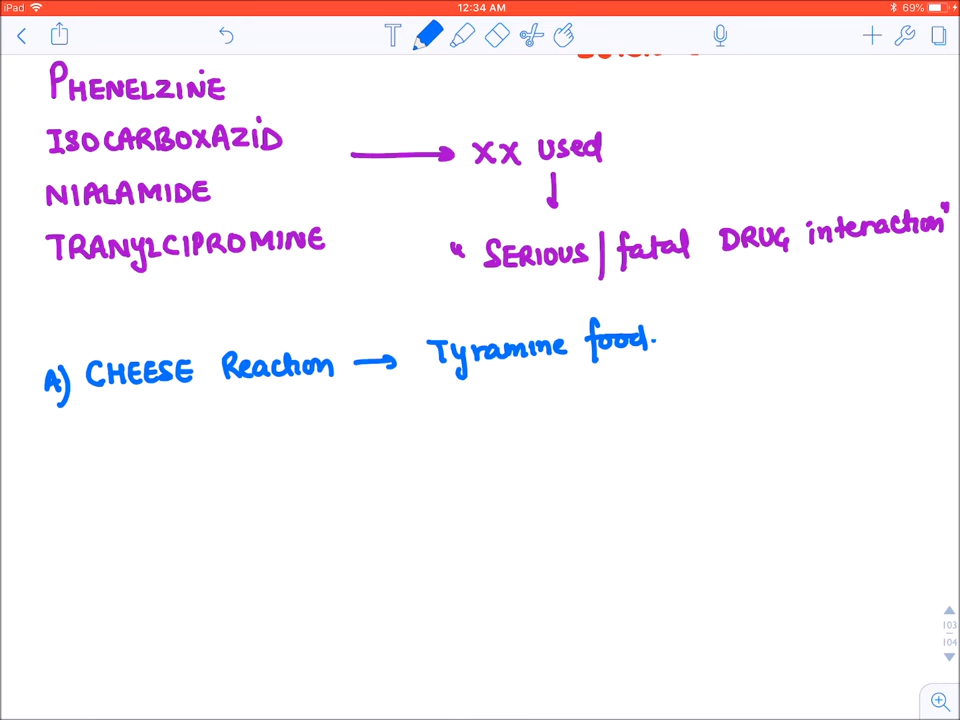 iPad 12:34 AM 69%
T
PHENELZINE
ISOCARBOXAZID
→ XX used
NIALAMIDE
TRANYLCIPROMINE
" SERIOUS | fatal DRUG interaction"
A) CHEESE Reaction → Tyramine food.
103
104